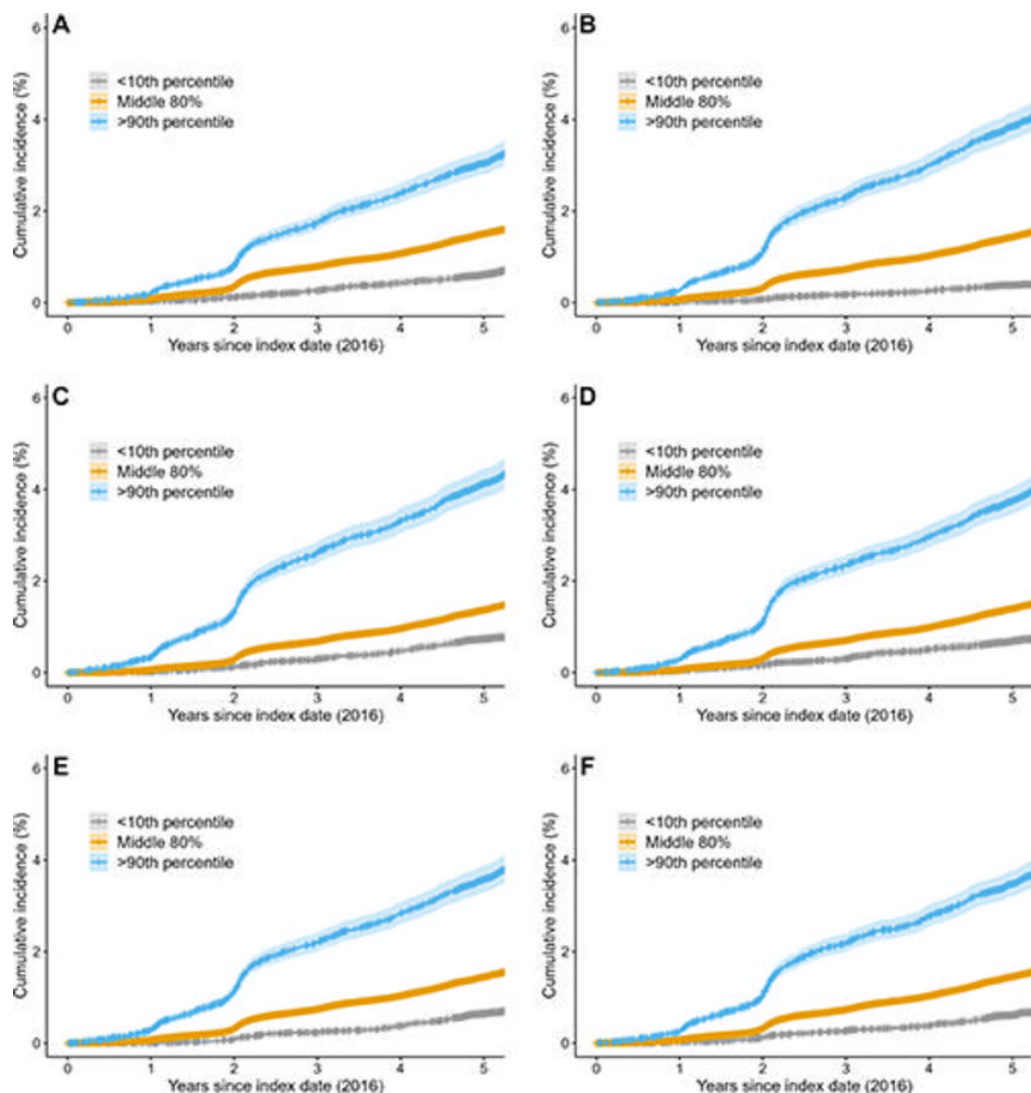 A
6
4
2
0
Cumulative incidence (%)
<10th percentile
Middle 80%
>90th percentile
0 1 2 3 4 5
Years since index date (2016)
B
6
4
2
0
Cumulative incidence (%)
<10th percentile
Middle 80%
>90th percentile
0 1 2 3 4 5
Years since index date (2016)
C
6
4
2
0
Cumulative incidence (%)
<10th percentile
Middle 80%
>90th percentile
0 1 2 3 4 5
Years since index date (2016)
D
6
4
2
0
Cumulative incidence (%)
<10th percentile
Middle 80%
>90th percentile
0 1 2 3 4 5
Years since index date (2016)
E
6
4
2
0
Cumulative incidence (%)
<10th percentile
Middle 80%
>90th percentile
0 1 2 3 4 5
Years since index date (2016)
F
6
4
2
0
Cumulative incidence (%)
<10th percentile
Middle 80%
>90th percentile
0 1 2 3 4 5
Years since index date (2016)